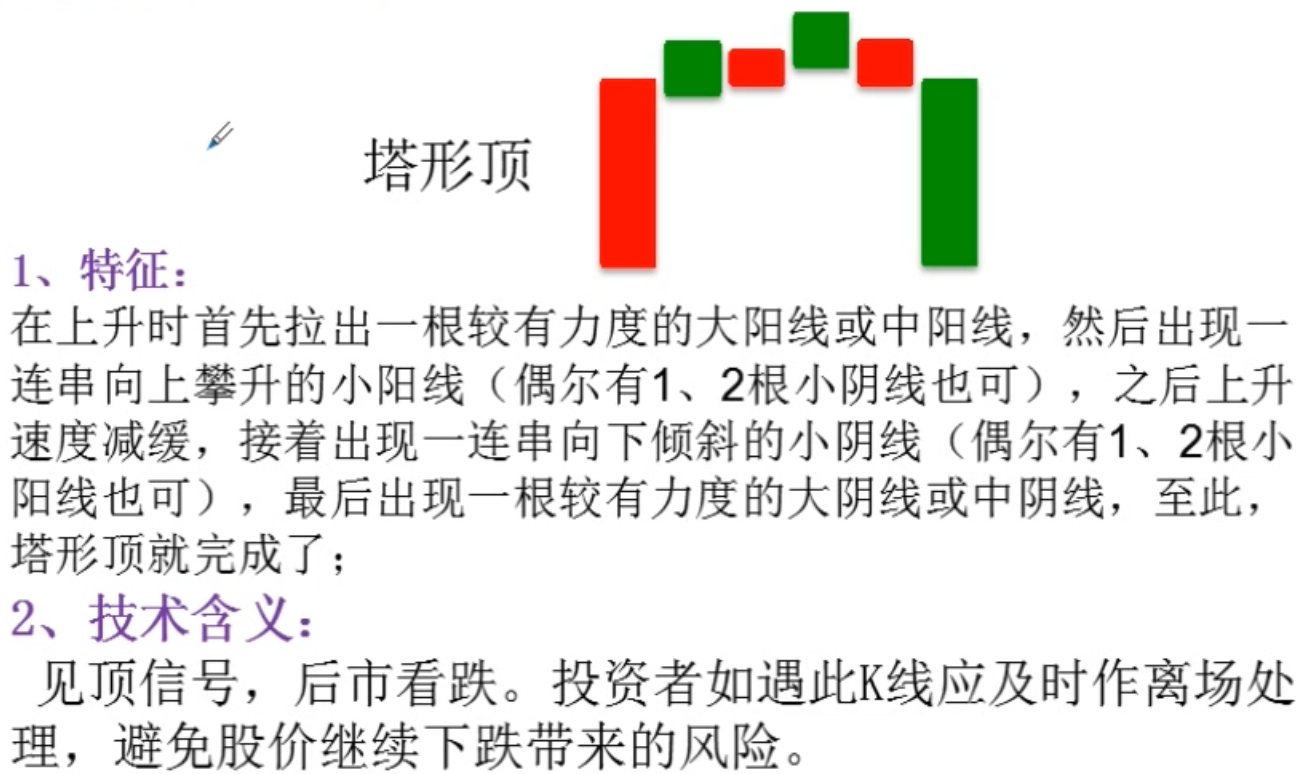 塔形顶
1、特征：
在上升时首先拉出一根较有力度的大阳线或中阳线，然后出现一
连串向上攀升的小阳线（偶尔有1、2根小阴线也可），之后上升
速度减缓，接着出现一连串向下倾斜的小阴线（偶尔有1、2根小
阳线也可），最后出现一根较有力度的大阴线或中阴线，至此，
塔形顶就完成了；
2、技术含义：
见顶信号，后市看跌。投资者如遇此K线应及时作离场处
理，避免股价继续下跌带来的风险。